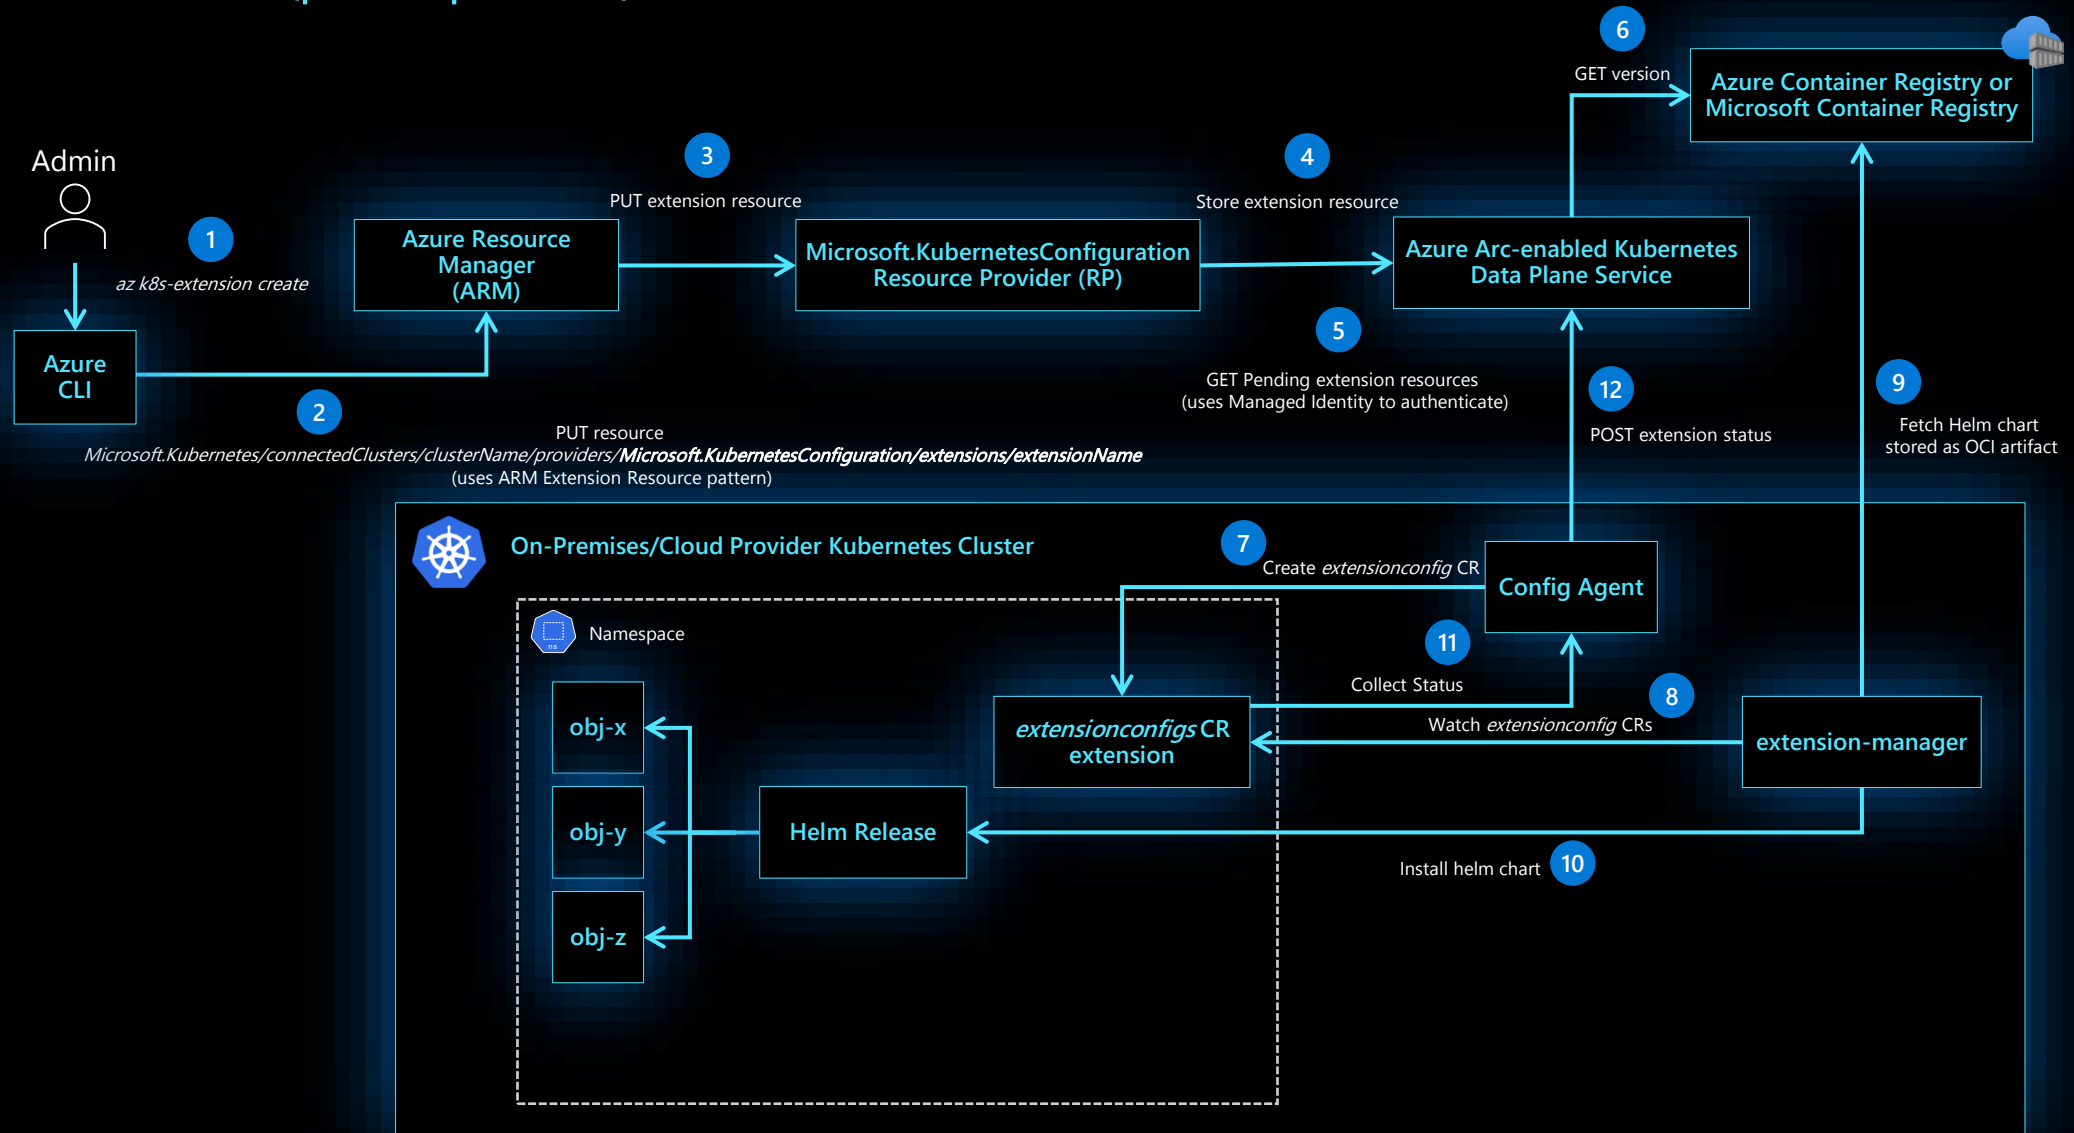 6
GET version
Azure Container Registry or
Microsoft Container Registry
Admin
3
4
PUT extension resource
Store extension resource
1
az k8s-extension create
Azure Resource
Manager
(ARM)
Microsoft.KubernetesConfiguration
Resource Provider (RP)
Azure Arc-enabled Kubernetes
Data Plane Service
5
GET Pending extension resources
(uses Managed Identity to authenticate)
Azure
CLI
2
PUT resource
Microsoft.Kubernetes/connectedClusters/clusterName/providers/Microsoft.KubernetesConfiguration/extensions/extensionName
(uses ARM Extension Resource pattern)
12
POST extension status
9
Fetch Helm chart
stored as OCI artifact
On-Premises/Cloud Provider Kubernetes Cluster
7
Create extensionconfig CR
Config Agent
ns
Namespace
11
Collect Status
8
Watch extensionconfig CRs
extension-manager
extensionconfigs CR
extension
obj-x
obj-y
obj-z
Helm Release
Install helm chart
10